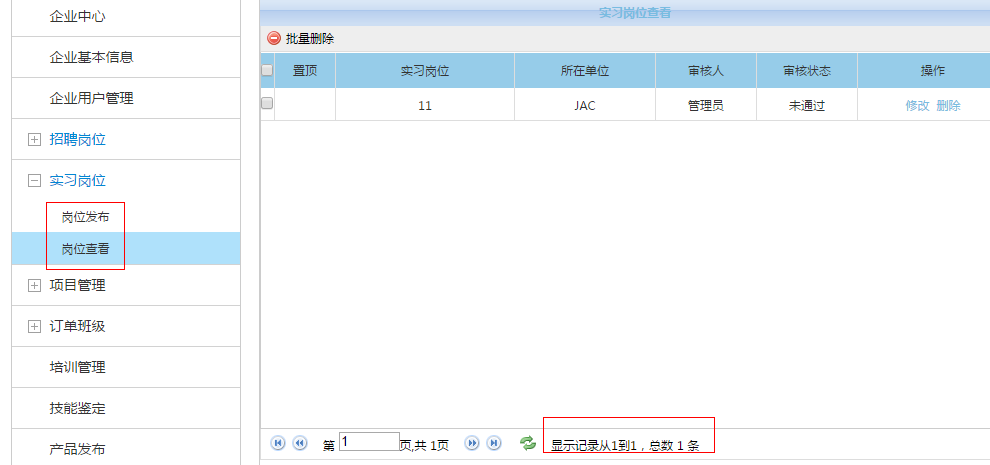 企业中心
企业基本信息
企业用户管理
招聘岗位
实习岗位
岗位发布
岗位查看
项目管理
订单班级
培训管理
技能鉴定
产品发布
实习岗位查看
批量删除
置顶 实习岗位 所在单位 审核人 审核状态 操作
11 JAC 管理员 未通过 修改 删除
第 1 页,共 1页 显示记录从1到1，总数 1 条